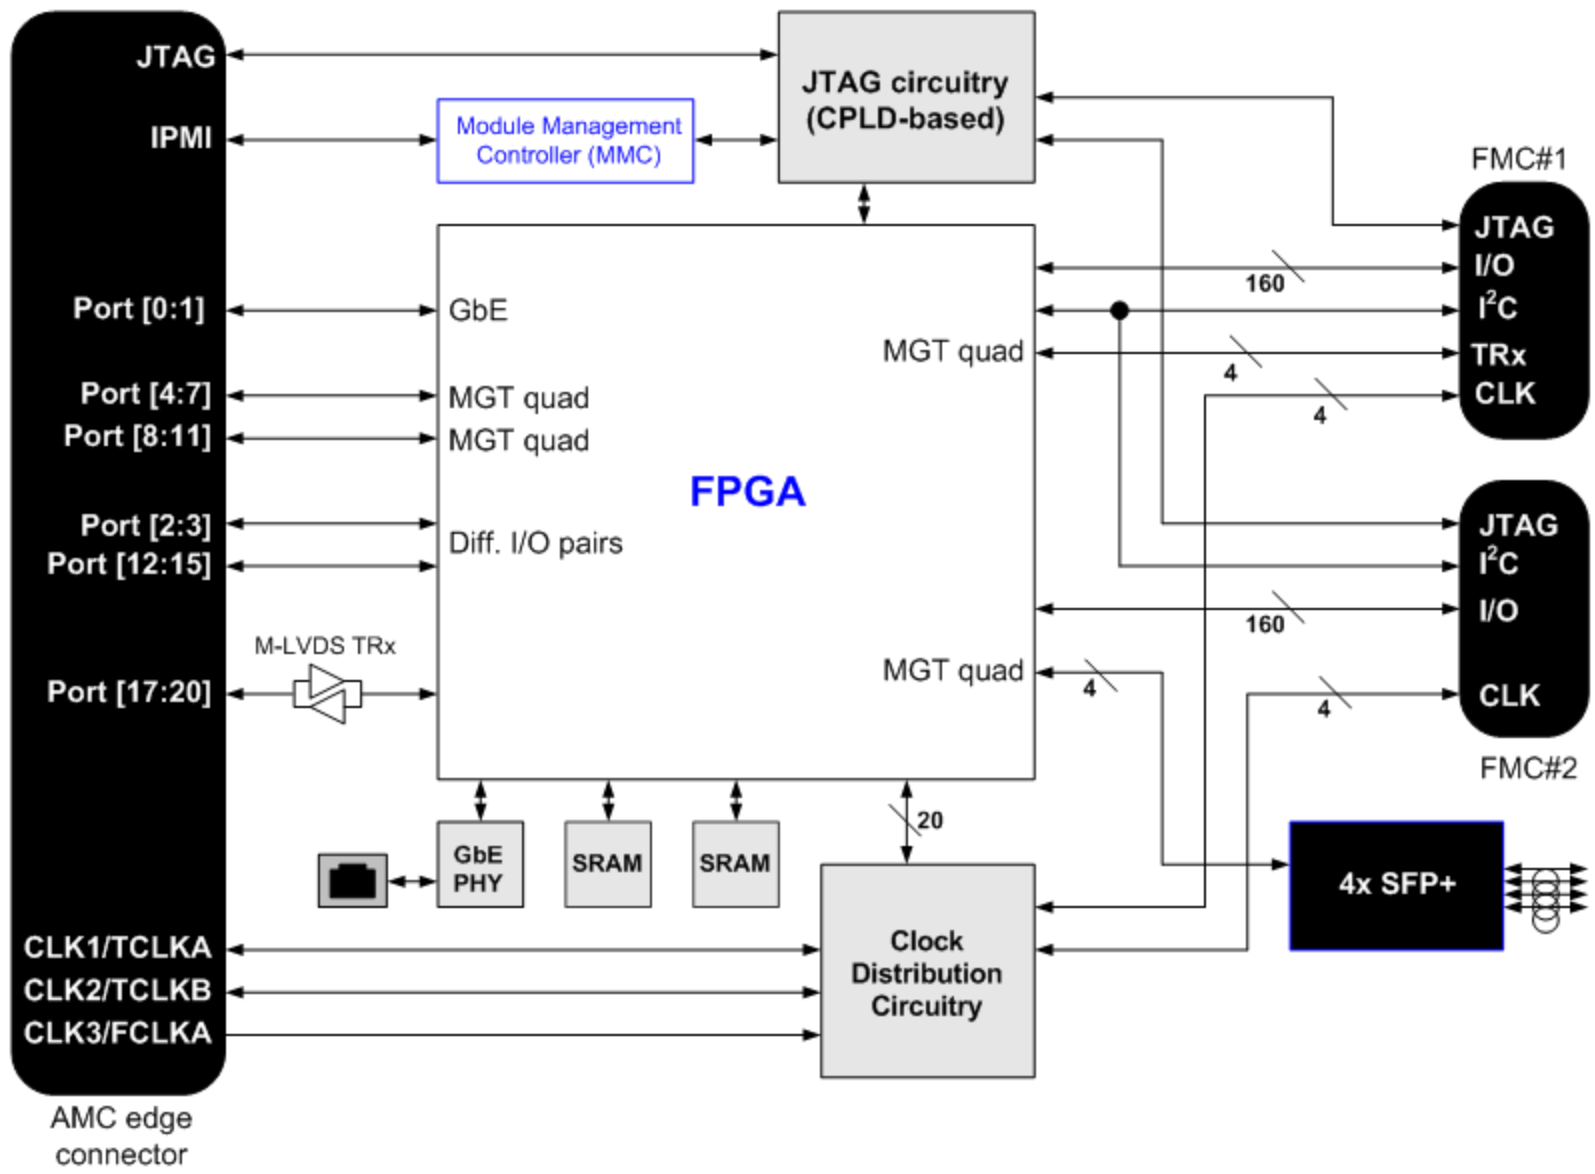 JTAG
IPMI
Port [0:1]
Port [4:7]
Port [8:11]
Port [2:3]
Port [12:15]
Port [17:20]
CLK1/TCLKA
CLK2/TCLKB
CLK3/FCLKA
AMC edge
connector
Module Management
Controller (MMC)
JTAG circuitry
(CPLD-based)
GbE
MGT quad
MGT quad
Diff. I/O pairs
M-LVDS TRx
FPGA
MGT quad
MGT quad
160
4
4
160
4
4
20
GbE
PHY
SRAM
SRAM
Clock
Distribution
Circuitry
FMC#1
JTAG
I/O
I²C
TRx
CLK
JTAG
I²C
I/O
CLK
FMC#2
4x SFP+